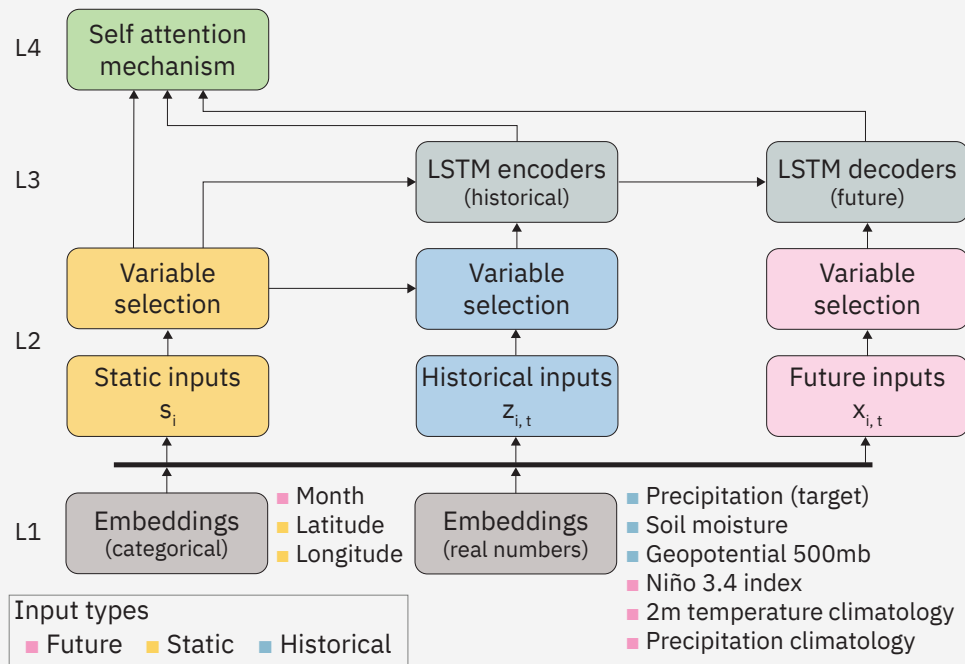 L4
Self attention
mechanism
L3
LSTM encoders
(historical)
LSTM decoders
(future)
Variable
selection
Variable
selection
Variable
selection
L2
Static inputs
s i
Historical inputs
z i, t
Future inputs
x i, t
L1
Embeddings
(categorical)
Month
Latitude
Longitude
Embeddings
(real numbers)
Precipitation (target)
Soil moisture
Geopotential 500mb
Niño 3.4 index
2m temperature climatology
Precipitation climatology
Input types
Future Static Historical